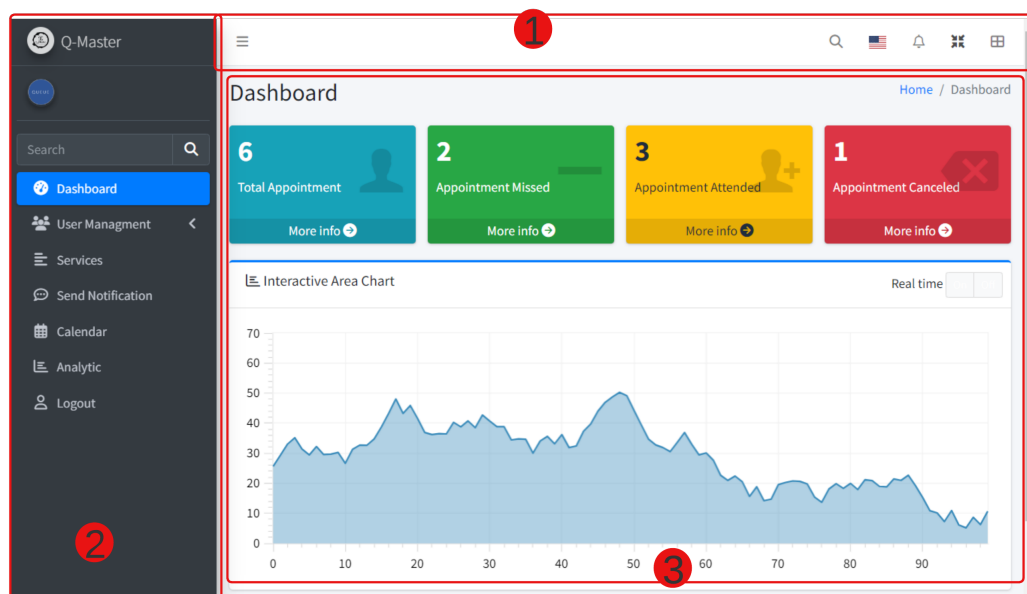 1
Q-Master
Dashboard
Home / Dashboard
Search
Dashboard
User Managment
Services
Send Notification
Calendar
Analytic
Logout
2
6
Total Appointment
More info
2
Appointment Missed
More info
3
Appointment Attended
More info
1
Appointment Canceled
More info
Interactive Area Chart
Real time
70
60
50
40
30
20
10
0
0 10 20 30 40 50 60 70 80 90
3